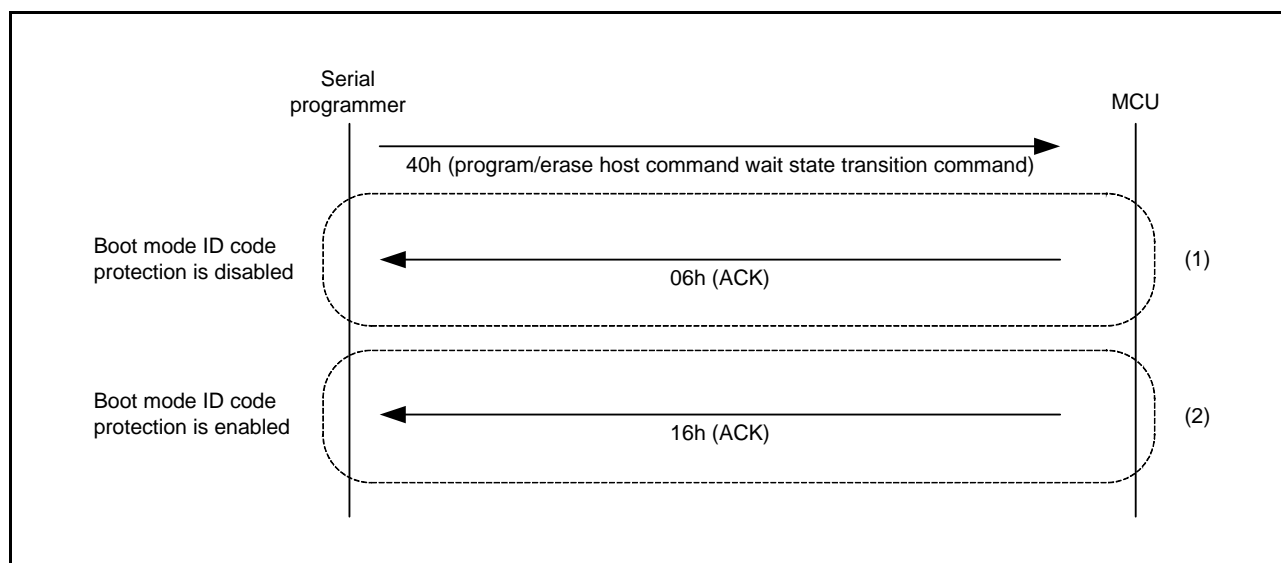 Serial
programmer
MCU
40h (program/erase host command wait state transition command)
Boot mode ID code
protection is disabled
06h (ACK)
(1)
Boot mode ID code
protection is enabled
16h (ACK)
(2)